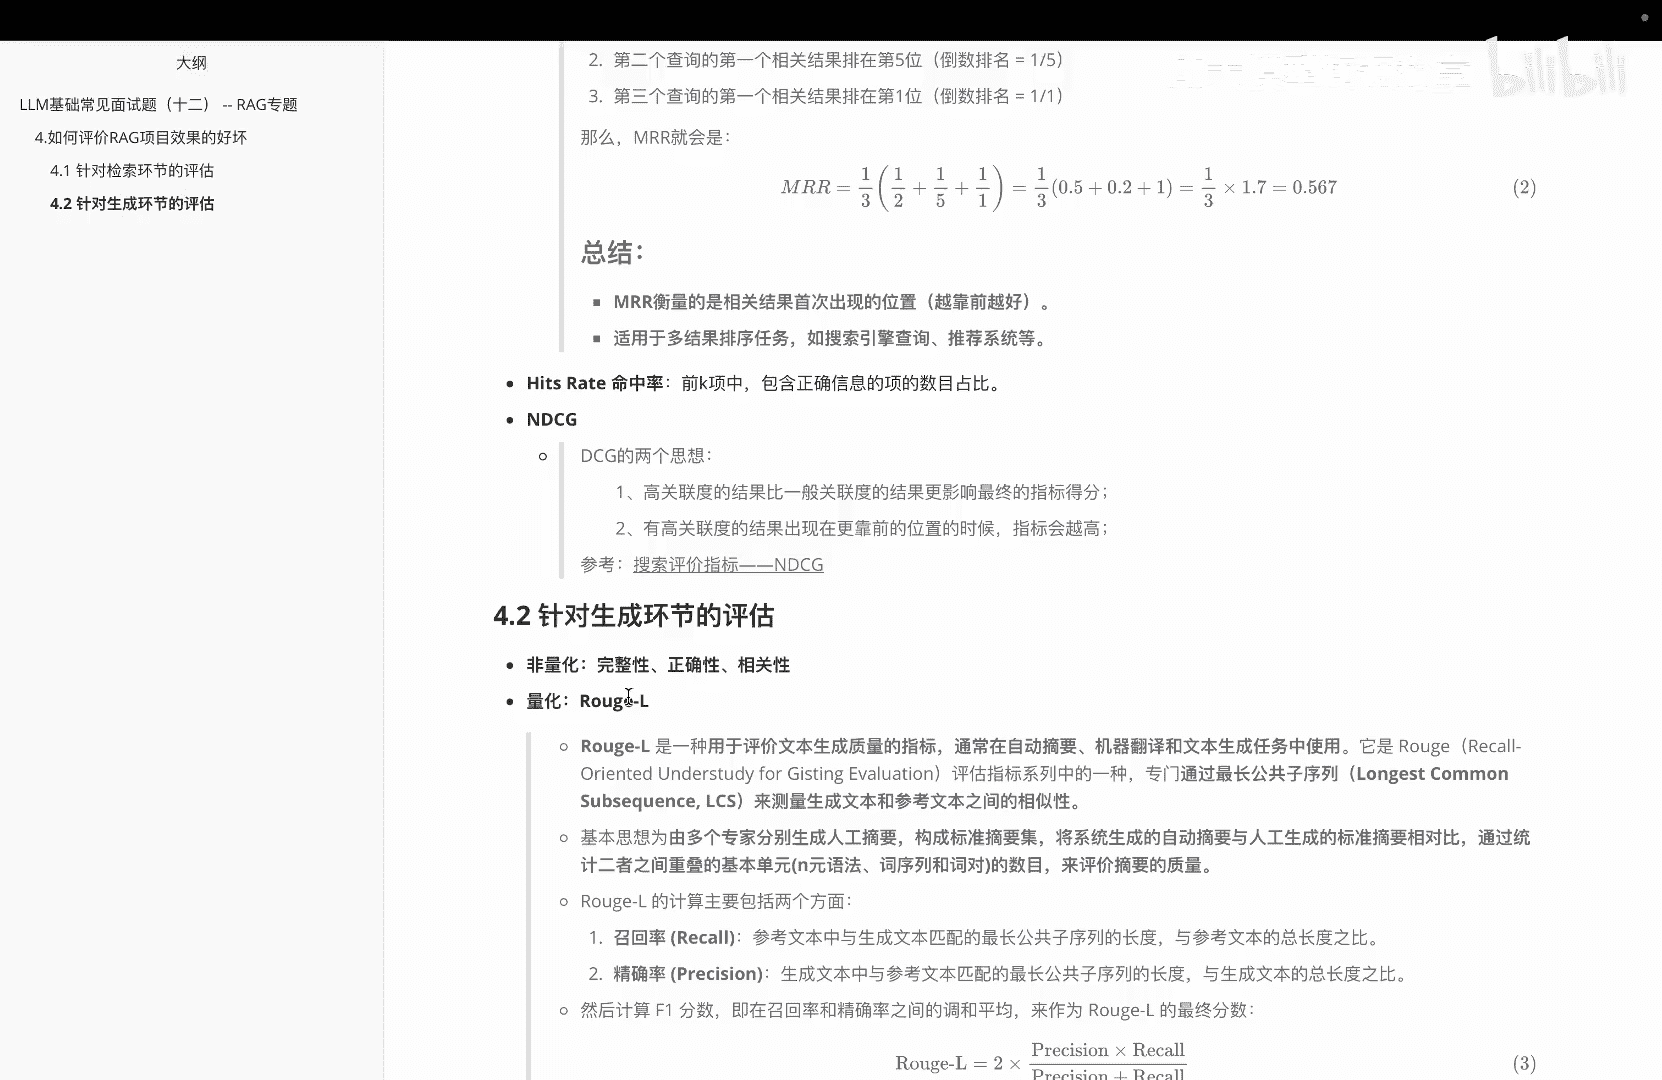 大纲
LLM基础常见面试题（十二） -- RAG专题
4.如何评价RAG项目效果的好坏
4.1 针对检索环节的评估
4.2 针对生成环节的评估
2. 第二个查询的第一个相关结果排在第5位（倒数排名 = 1/5）
3. 第三个查询的第一个相关结果排在第1位（倒数排名 = 1/1）
那么，MRR就会是：
MRR = 1/3 (1/2 + 1/5 + 1/1) = 1/3 (0.5 + 0.2 + 1) = 1/3 × 1.7 = 0.567 (2)
总结：
▪ MRR衡量的是相关结果首次出现的位置（越靠前越好）。
▪ 适用于多结果排序任务，如搜索引擎查询、推荐系统等。
• Hits Rate 命中率：前k项中，包含正确信息的项的数目占比。
• NDCG
DCG的两个思想：
1、高关联度的结果比一般关联度的结果更影响最终的指标得分；
2、有高关联度的结果出现在更靠前的位置的时候，指标会越高；
参考：搜索评价指标——NDCG
4.2 针对生成环节的评估
• 非量化：完整性、正确性、相关性
• 量化：Rouge-L
Rouge-L 是一种用于评价文本生成质量的指标，通常在自动摘要、机器翻译和文本生成任务中使用。它是 Rouge（Recall-
Oriented Understudy for Gisting Evaluation）评估指标系列中的一种，专门通过最长公共子序列（Longest Common
Subsequence, LCS）来测量生成文本和参考文本之间的相似性。
基本思想为由多个专家分别生成人工摘要，构成标准摘要集，将系统生成的自动摘要与人工生成的标准摘要相对比，通过统
计二者之间重叠的基本单元(n元语法、词序列和词对)的数目，来评价摘要的质量。
Rouge-L 的计算主要包括两个方面：
1. 召回率 (Recall)：参考文本中与生成文本匹配的最长公共子序列的长度，与参考文本的总长度之比。
2. 精确率 (Precision)：生成文本中与参考文本匹配的最长公共子序列的长度，与生成文本的总长度之比。
然后计算 F1 分数，即在召回率和精确率之间的调和平均，来作为 Rouge-L 的最终分数：
Rouge-L = 2 × Precision × Recall / Precision + Recall (3)
bilibili